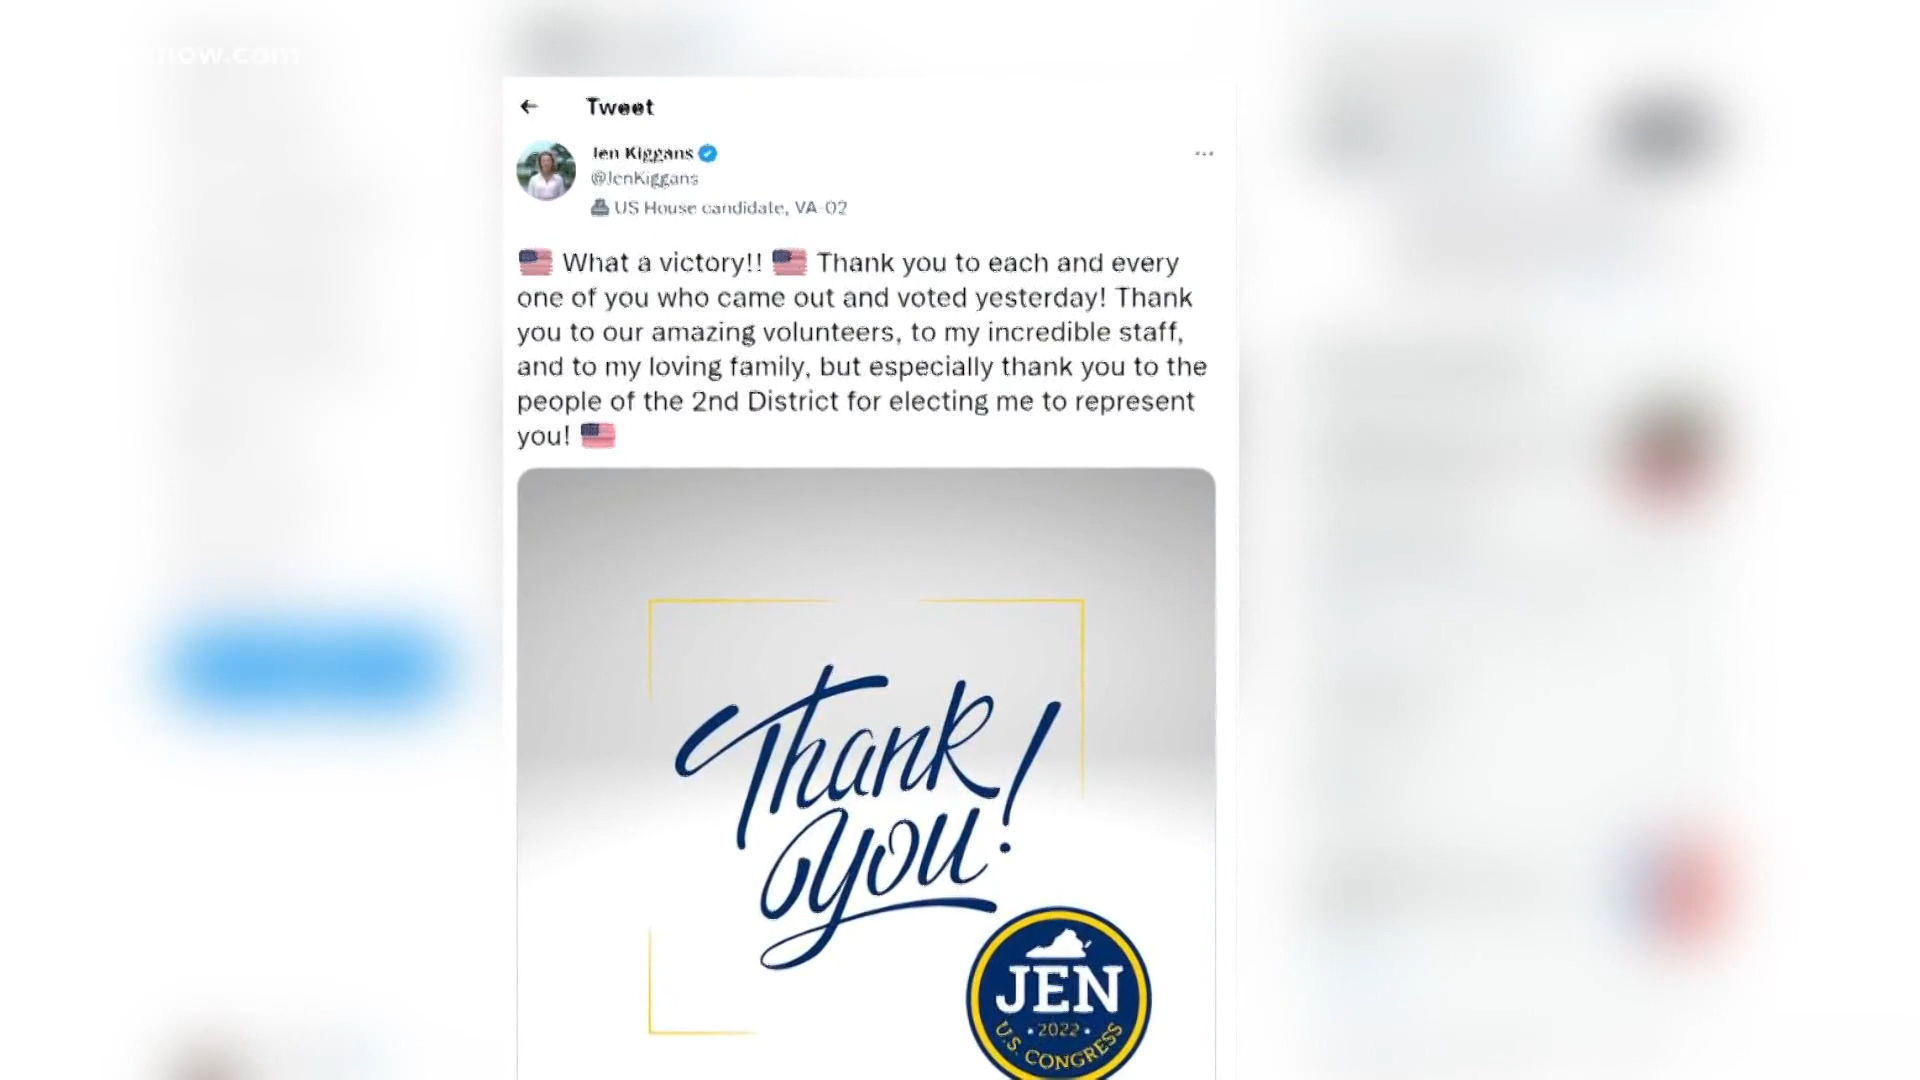 now.com
Tweet
Jen Kiggans
@JenKiggans
US House candidate, VA-02
What a victory!! Thank you to each and every
one of you who came out and voted yesterday! Thank
you to our amazing volunteers, to my incredible staff,
and to my loving family, but especially thank you to the
people of the 2nd District for electing me to represent
you!
Thank
you!
JEN
• 2022 •
U.S. CONGRESS